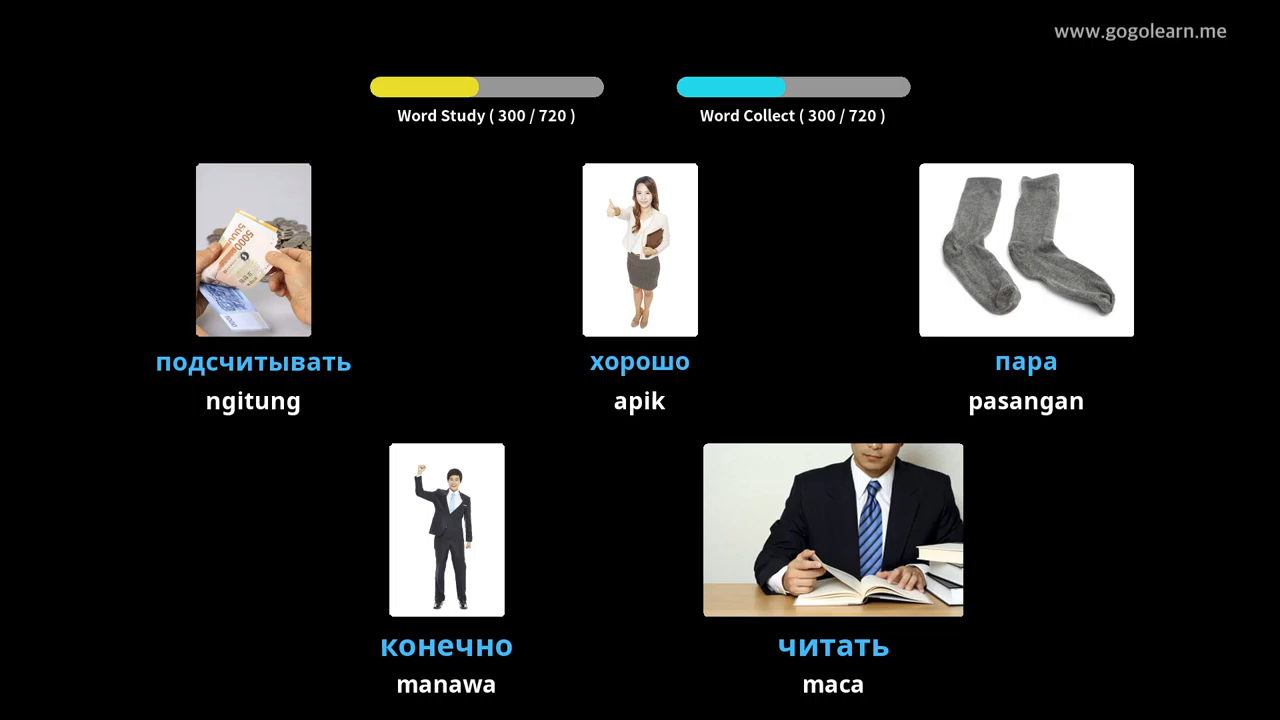 www.gogolearn.me
Word Study ( 300 / 720 )
Word Collect ( 300 / 720 )
подсчитывать
ngitung
хорошо
apik
пара
pasangan
конечно
manawa
читать
maca